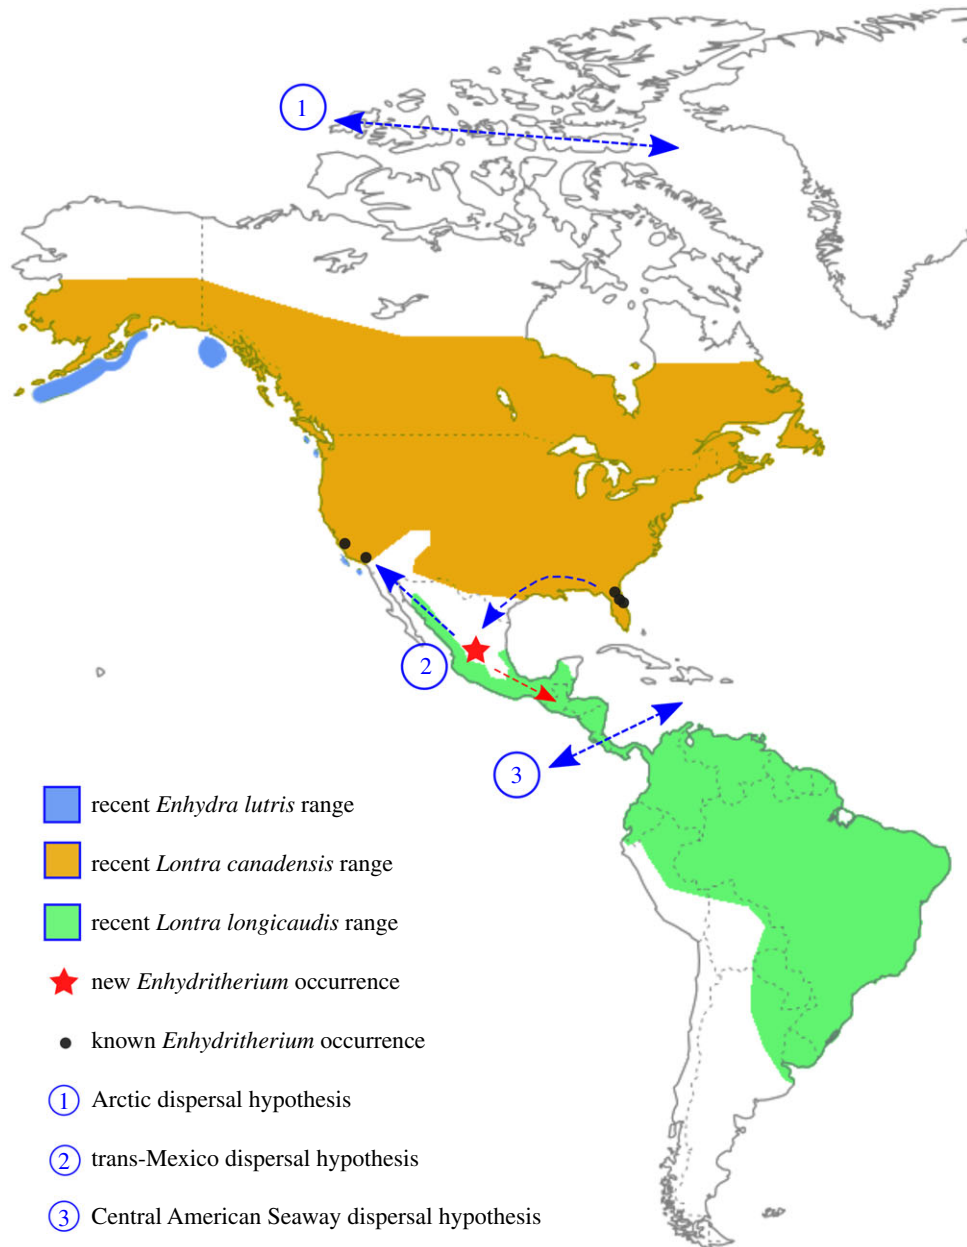 1
2
3
recent Enhydra lutris range
recent Lontra canadensis range
recent Lontra longicaudis range
new Enhydritherium occurrence
known Enhydritherium occurrence
1 Arctic dispersal hypothesis
2 trans-Mexico dispersal hypothesis
3 Central American Seaway dispersal hypothesis